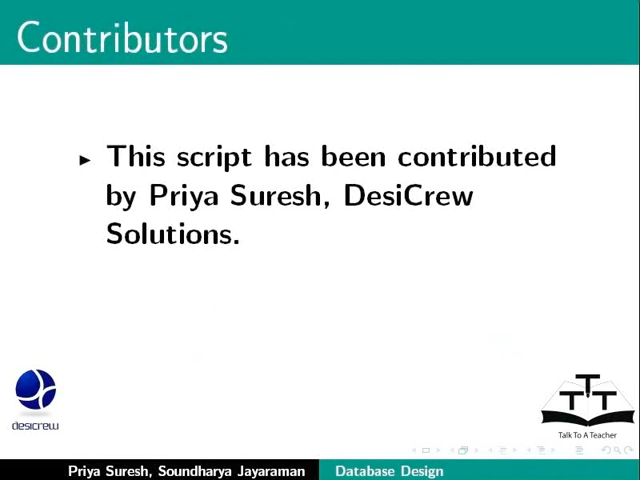 Contributors
This script has been contributed
by Priya Suresh, DesiCrew
Solutions.
desicrew
T T T
Talk To A Teacher
Priya Suresh, Soundharya Jayaraman Database Design